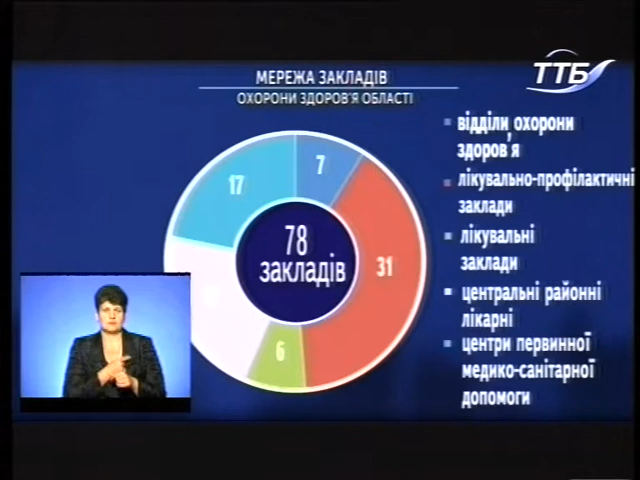 МЕРЕЖА ЗАКЛАДІВ
ОХОРОНИ ЗДОРОВ'Я ОБЛАСТІ
ТТБ
17
7
31
6
78
закладів
відділи охорони
здоров'я
лікувально-профілактичні
заклади
лікувальні
заклади
центральні районні
лікарні
центри первинної
медико-санітарної
допомоги